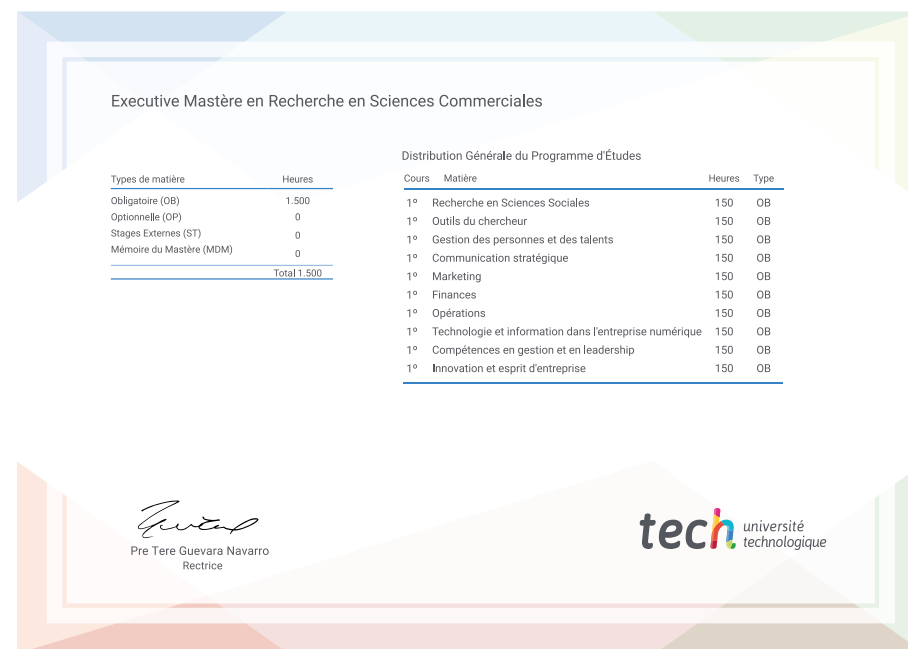 Executive Mastère en Recherche en Sciences Commerciales
Types de matière Heures
Obligatoire (OB) 1.500
Optionnelle (OP) 0
Stages Externes (ST) 0
Mémoire du Mastère (MDM) 0
Total 1.500
Distribution Générale du Programme d'Études
Cours Matière Heures Type
1º Recherche en Sciences Sociales 150 OB
1º Outils du chercheur 150 OB
1º Gestion des personnes et des talents 150 OB
1º Communication stratégique 150 OB
1º Marketing 150 OB
1º Finances 150 OB
1º Opérations 150 OB
1º Technologie et information dans l'entreprise numérique 150 OB
1º Compétences en gestion et en leadership 150 OB
1º Innovation et esprit d'entreprise 150 OB
Pre Tere Guevara Navarro
Rectrice
tech université
technologique